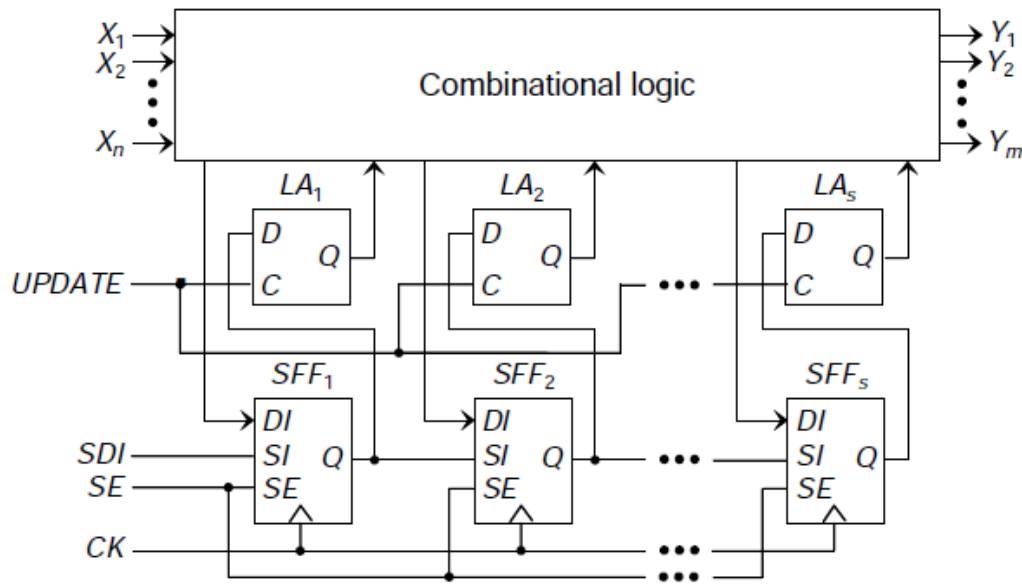 X1 Y1
X2 Combinational logic Y2
Xn Ym
LA1 LA2 LAs
D D D
Q Q Q
UPDATE C C C
SFF1 SFF2 SFFs
DI DI DI
SDI SI Q SI Q SI Q
SE SE SE SE
CK